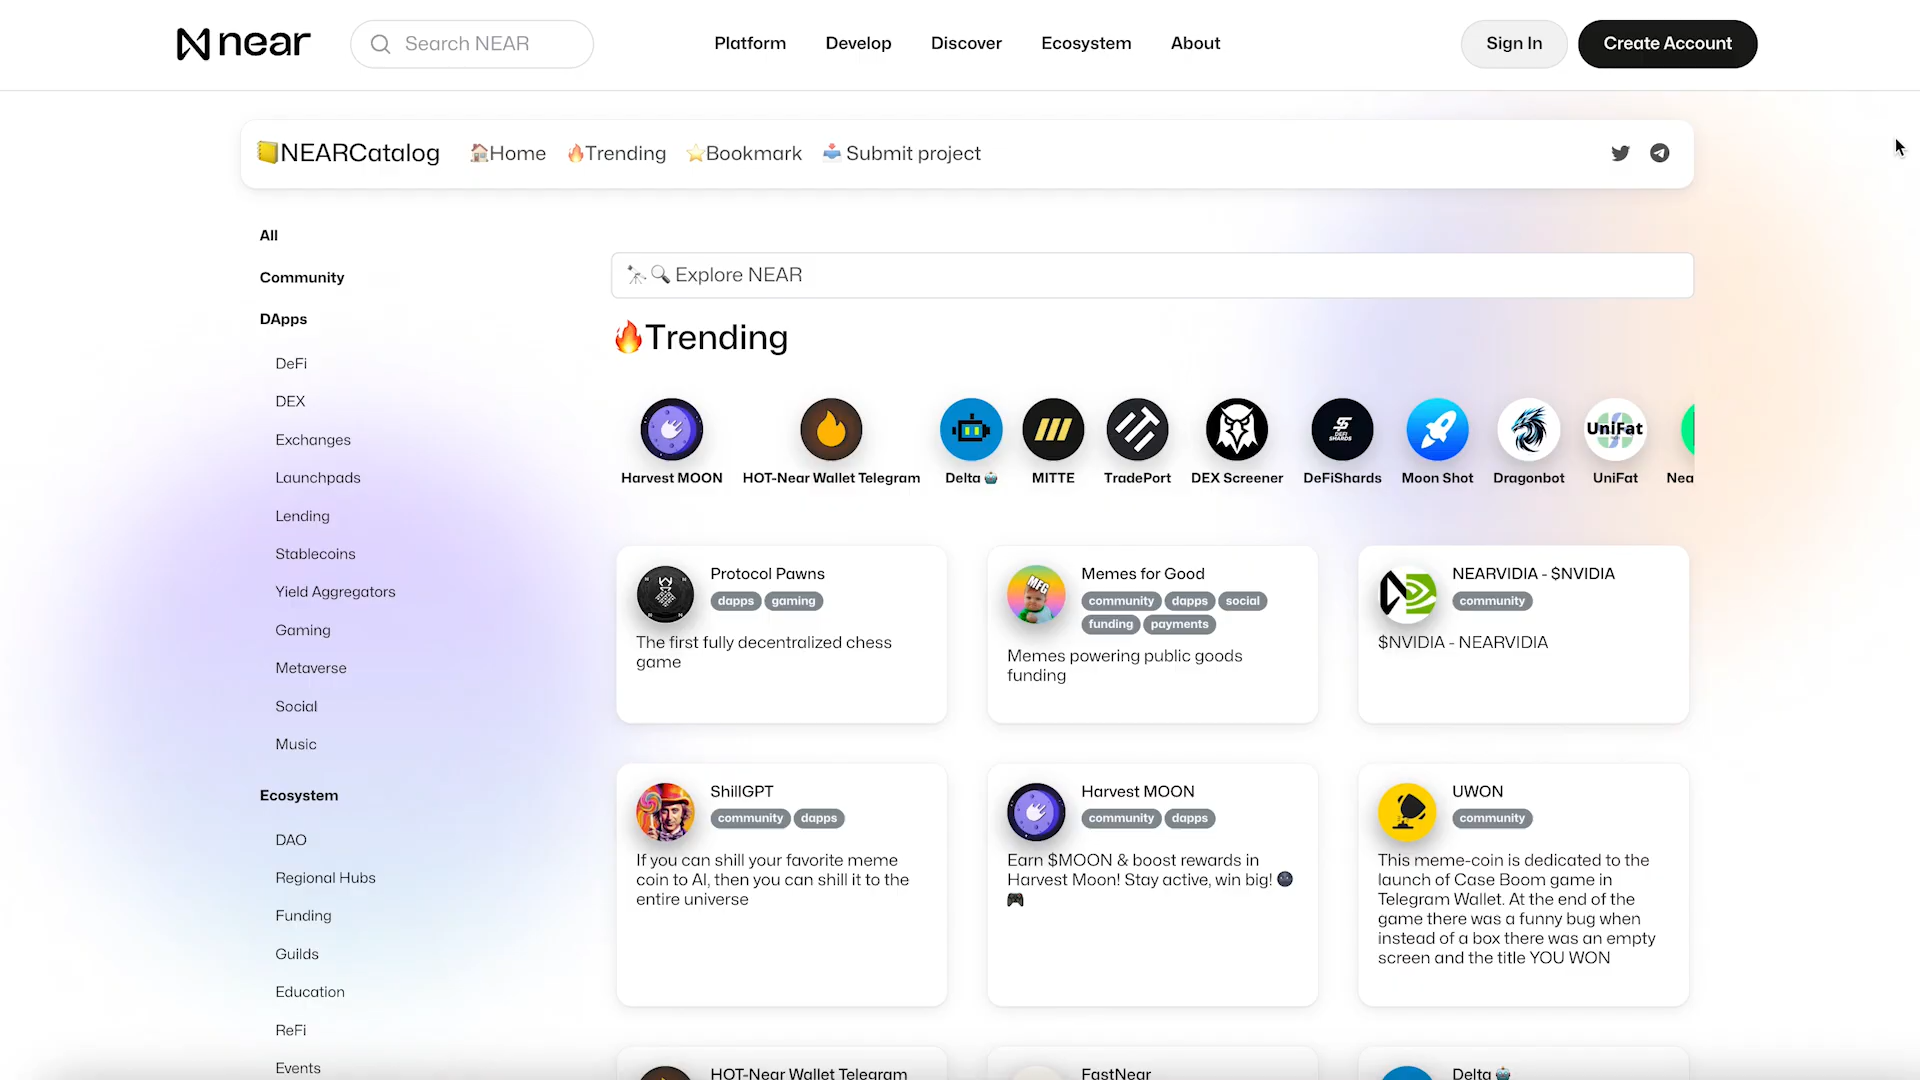 near
Search NEAR
Platform
Develop
Discover
Ecosystem
About
Sign In
Create Account
NEARCatalog
Home
Trending
Bookmark
Submit project
All
Community
DApps
DeFi
DEX
Exchanges
Launchpads
Lending
Stablecoins
Yield Aggregators
Gaming
Metaverse
Social
Music
Ecosystem
DAO
Regional Hubs
Funding
Guilds
Education
ReFi
Events
Explore NEAR
Trending
DEFI
SHARDS
UniFat
Harvest MOON
HOT-Near Wallet Telegram
Delta
MITTE
TradePort
DEX Screener
DeFiShards
Moon Shot
Dragonbot
UniFat
Nea
Protocol Pawns
dapps gaming
The first fully decentralized chess
game
MFG
Memes for Good
community dapps social
funding payments
Memes powering public goods
funding
NEARVIDIA - $NVIDIA
community
$NVIDIA - NEARVIDIA
ShillGPT
community dapps
If you can shill your favorite meme
coin to AI, then you can shill it to the
entire universe
Harvest MOON
community dapps
Earn $MOON & boost rewards in
Harvest Moon! Stay active, win big!
UWON
community
This meme-coin is dedicated to the
launch of Case Boom game in
Telegram Wallet. At the end of the
game there was a funny bug when
instead of a box there was an empty
screen and the title YOU WON
HOT-Near Wallet Telegram
FastNear
Delta